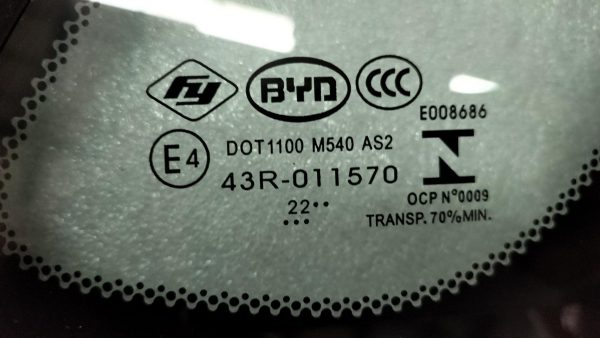 FY BYD CCC
E008686
E4
DOT1100 M540 AS2
43R-011570
22
OCP N°0009
TRANSP. 70%MIN.